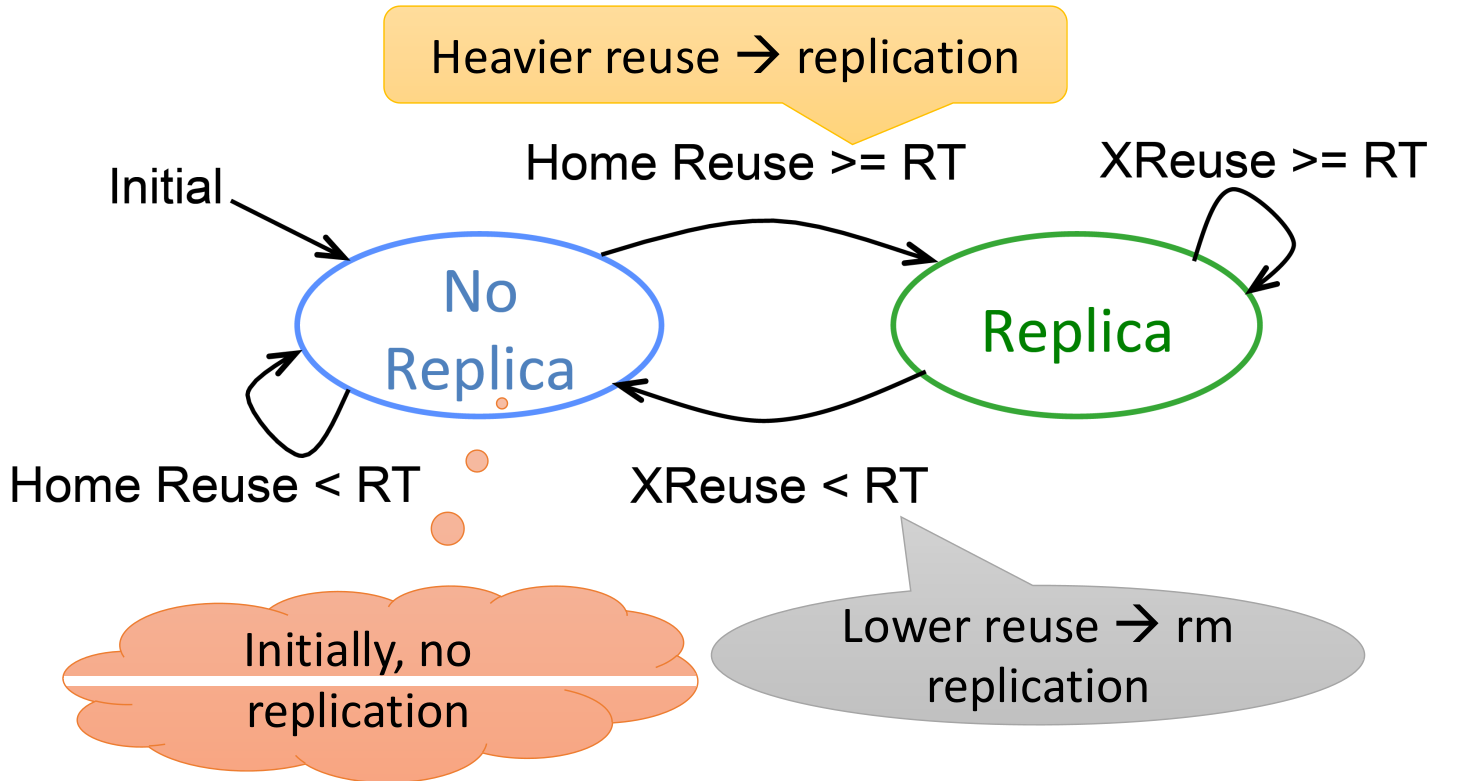 Heavier reuse → replication
Home Reuse >= RT
XReuse >= RT
Initial
No
Replica
Replica
Home Reuse < RT
XReuse < RT
Initially, no
replication
Lower reuse → rm
replication